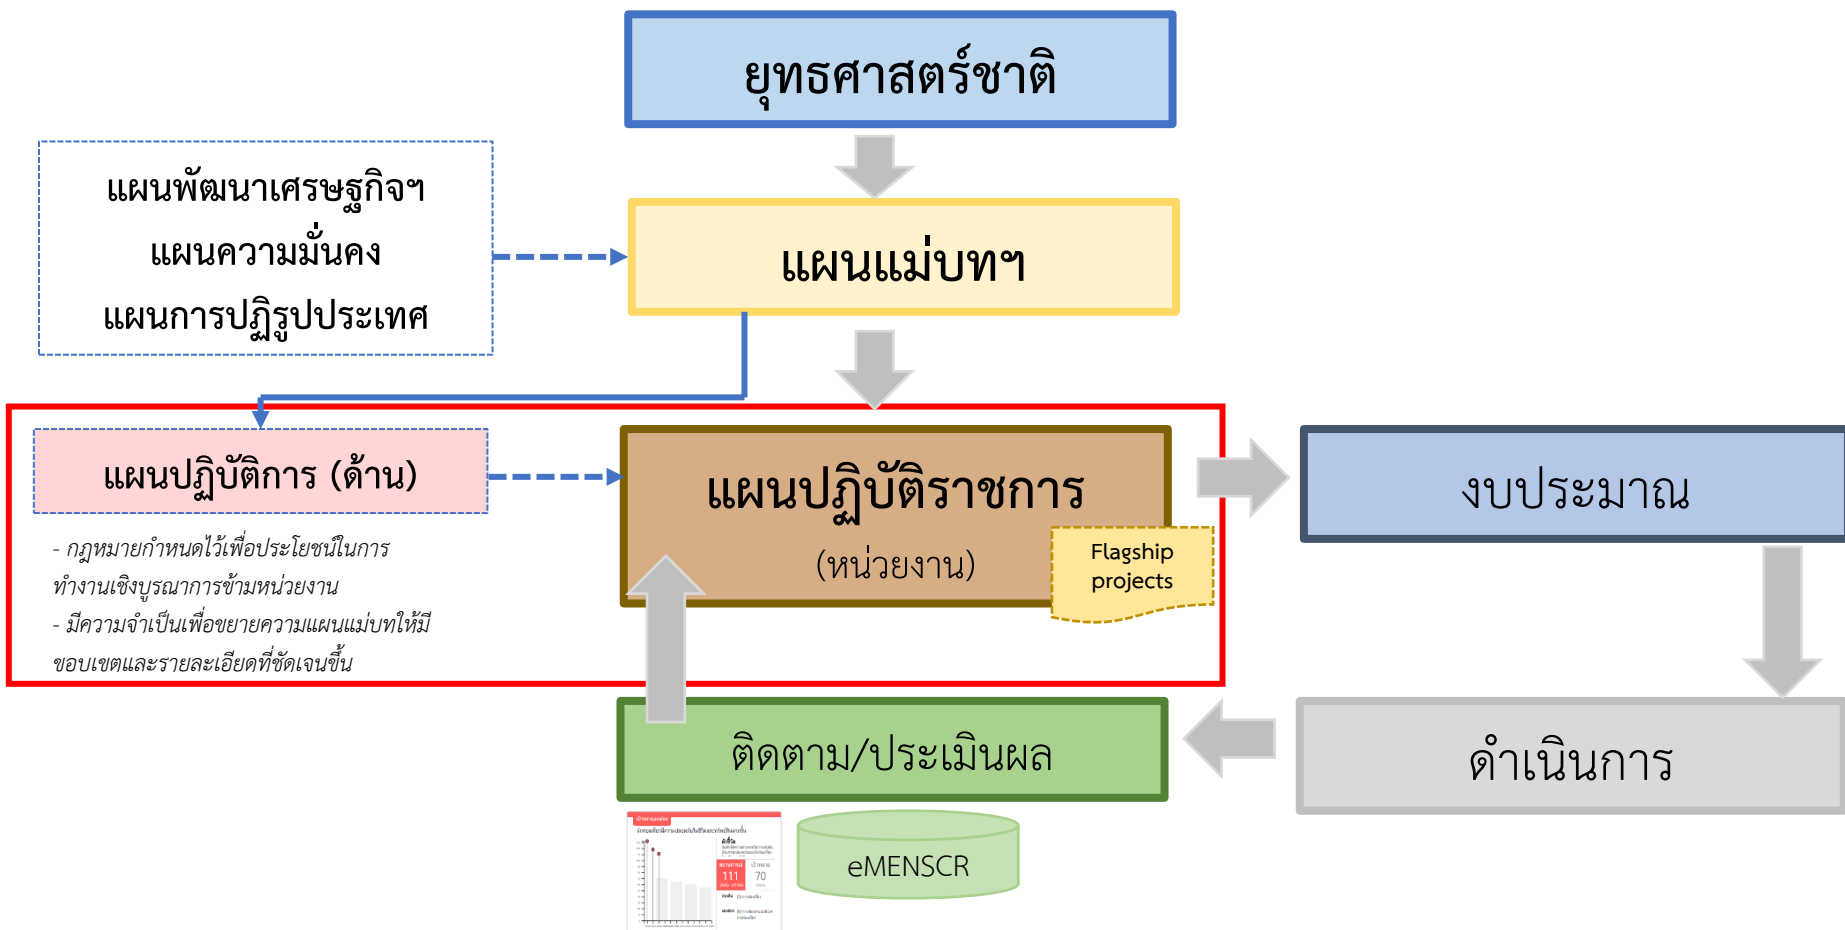 ยุทธศาสตร์ชาติ
แผนพัฒนาเศรษฐกิจฯ
แผนความมั่นคง
แผนการปฏิรูปประเทศ
แผนแม่บทฯ
แผนปฏิบัติการ (ด้าน)
- กฎหมายกำหนดไว้เพื่อประโยชน์ในการ
ทำงานเชิงบูรณาการข้ามหน่วยงาน
- มีความจำเป็นเพื่อขยายความแผนแม่บทให้มี
ขอบเขตและรายละเอียดที่ชัดเจนขึ้น
แผนปฏิบัติราชการ
(หน่วยงาน)
Flagship
projects
งบประมาณ
ดำเนินการ
ติดตาม/ประเมินผล
ตัวชี้วัด
เป้าหมาย
111
70
eMENSCR